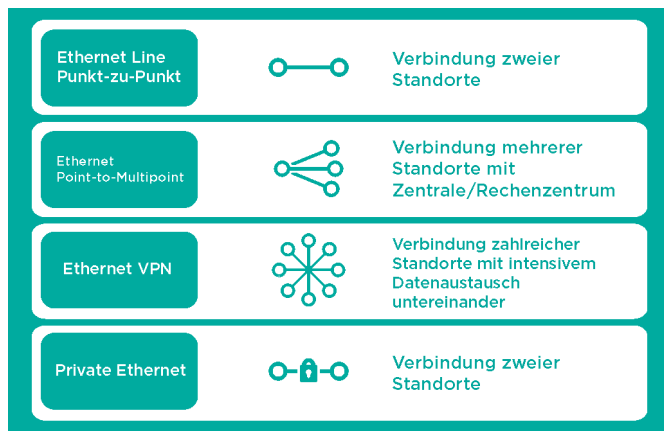 Ethernet Line
Punkt-zu-Punkt
Verbindung zweier
Standorte
Ethernet
Point-to-Multipoint
Verbindung mehrerer
Standorte mit
Zentrale/Rechenzentrum
Ethernet VPN
Verbindung zahlreicher
Standorte mit intensivem
Datenaustausch
untereinander
Private Ethernet
Verbindung zweier
Standorte